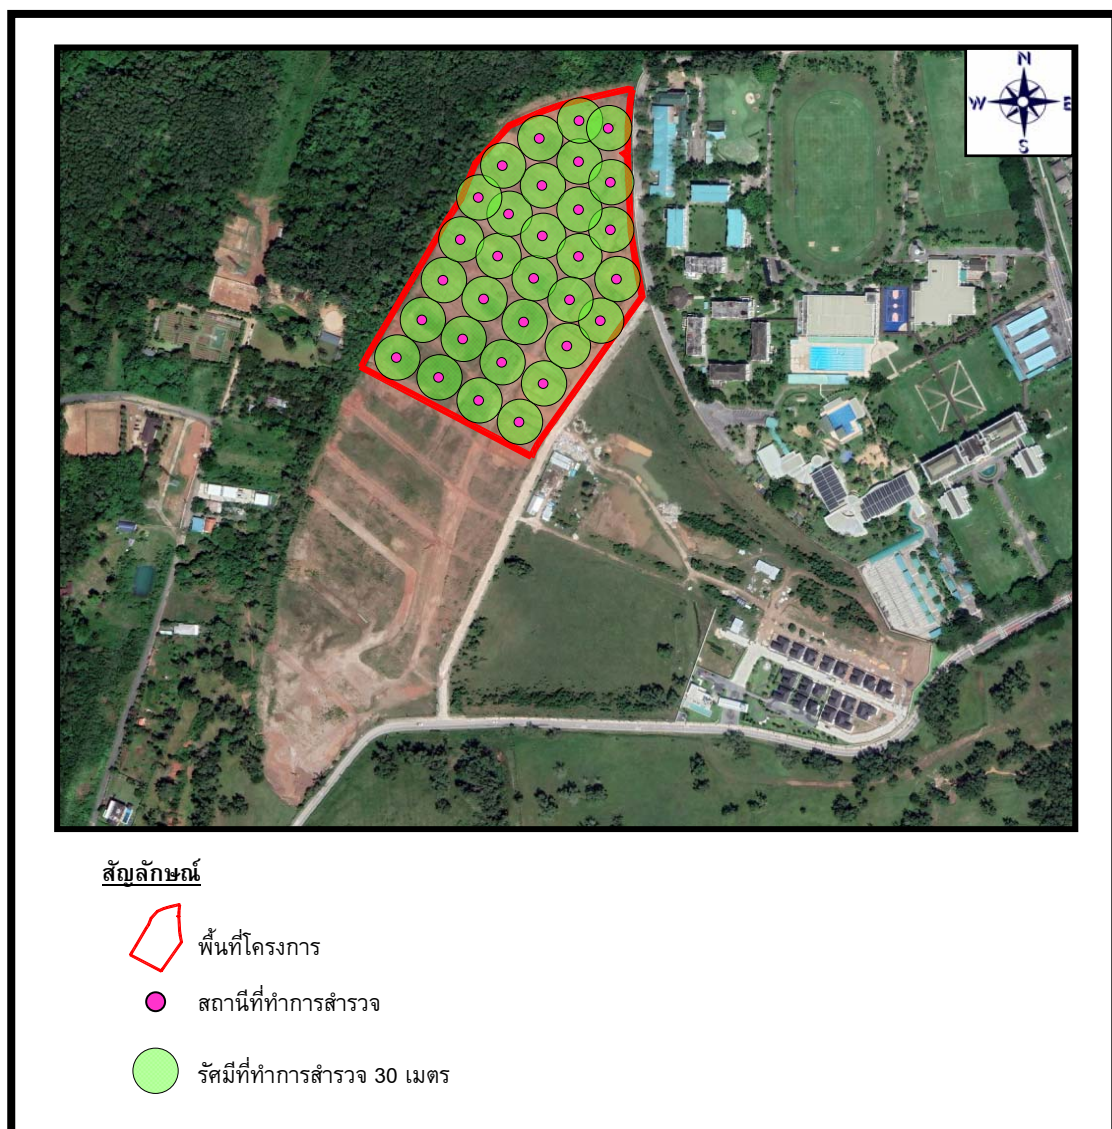 N
W E
S
สัญลักษณ์
พื้นที่โครงการ
สถานีที่ทำการสำรวจ
รัศมีที่ทำการสำรวจ 30 เมตร